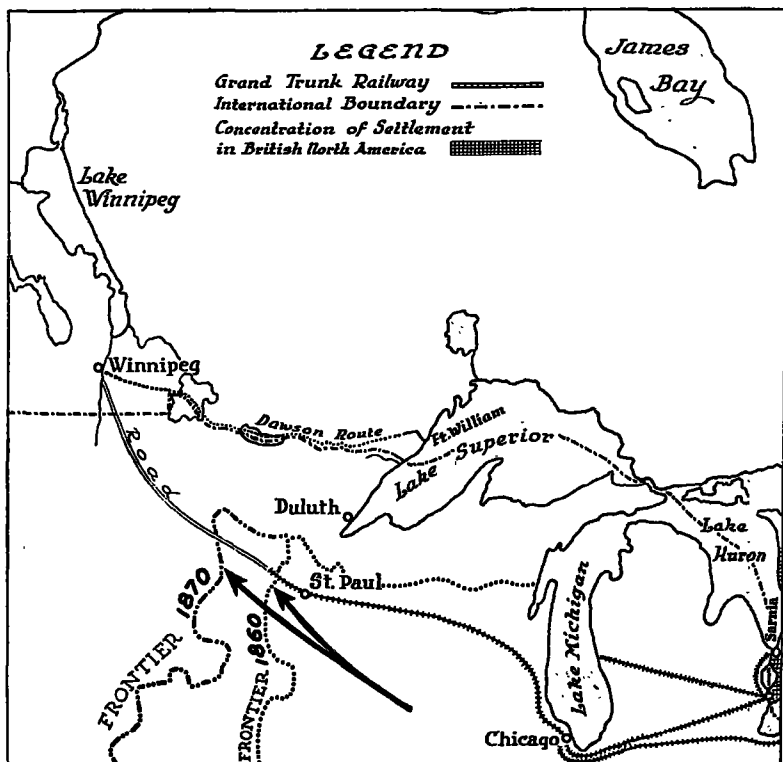 LEGEND
Grand Trunk Railway
International Boundary
Concentration of Settlement
in British North America
James
Bay
Lake
Winnipeg
Winnipeg
Road
Dawson Route
Ft. William
Lake Superior
Duluth
Lake
Huron
St. Paul
Sarnia
FRONTIER 1870
FRONTIER 1860
Lake Michigan
Chicago